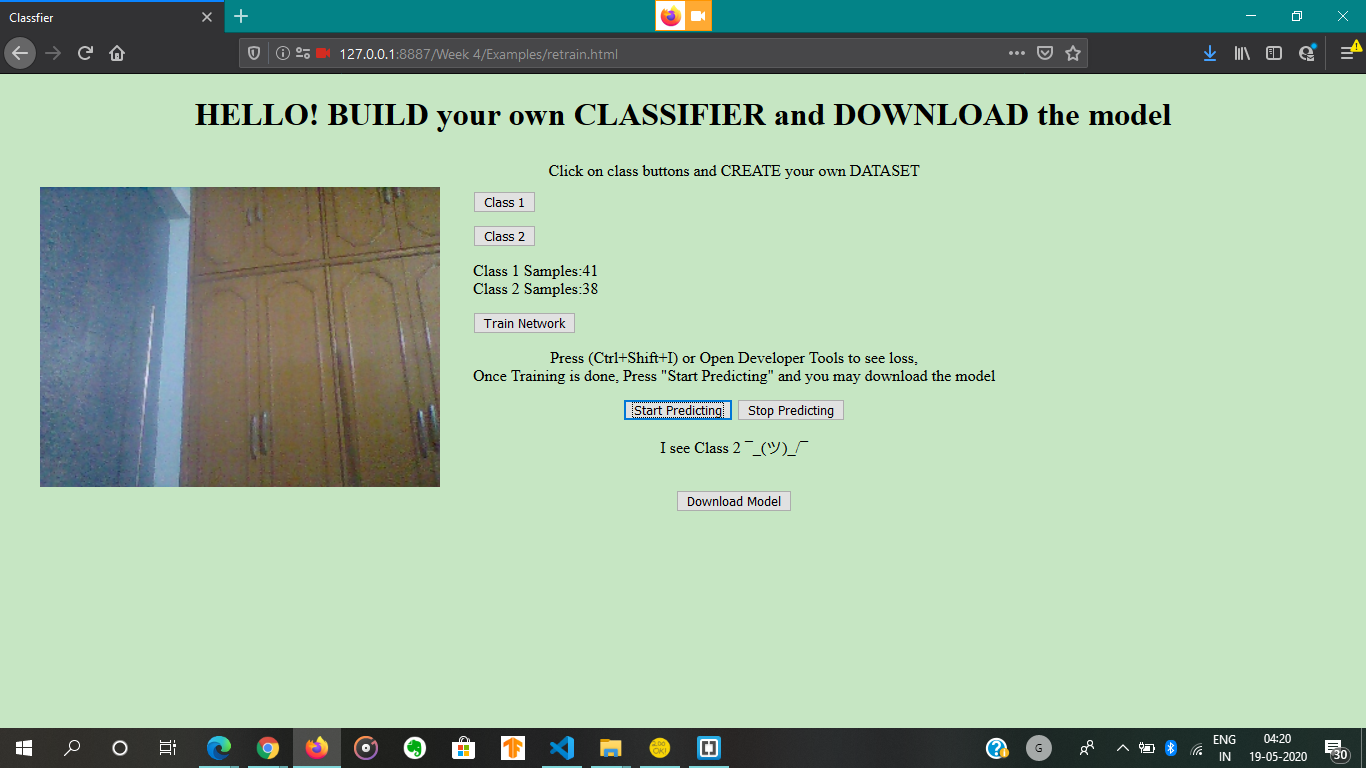 Classfier
127.0.0.1:8887/Week 4/Examples/retrain.html
HELLO! BUILD your own CLASSIFIER and DOWNLOAD the model
Click on class buttons and CREATE your own DATASET
Class 1
Class 2
Class 1 Samples:41
Class 2 Samples:38
Train Network
Press (Ctrl+Shift+I) or Open Developer Tools to see loss,
Once Training is done, Press "Start Predicting" and you may download the model
Start Predicting Stop Predicting
I see Class 2 ¯_(ツ)_/¯
Download Model
G
ENG
IN
04:20
19-05-2020
30